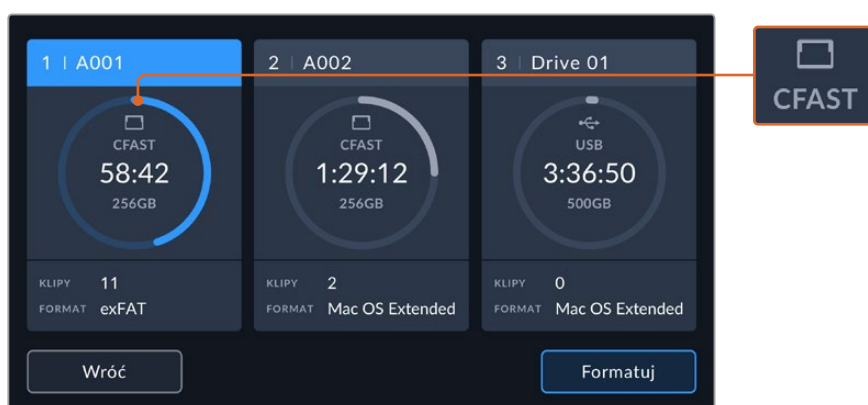 1 | A001
CFAST
58:42
256GB
KLIPY 11
FORMAT exFAT
2 | A002
CFAST
1:29:12
256GB
KLIPY 2
FORMAT Mac OS Extended
3 | Drive 01
USB
3:36:50
500GB
KLIPY 0
FORMAT Mac OS Extended
Wróć
Formatuj
CFAST